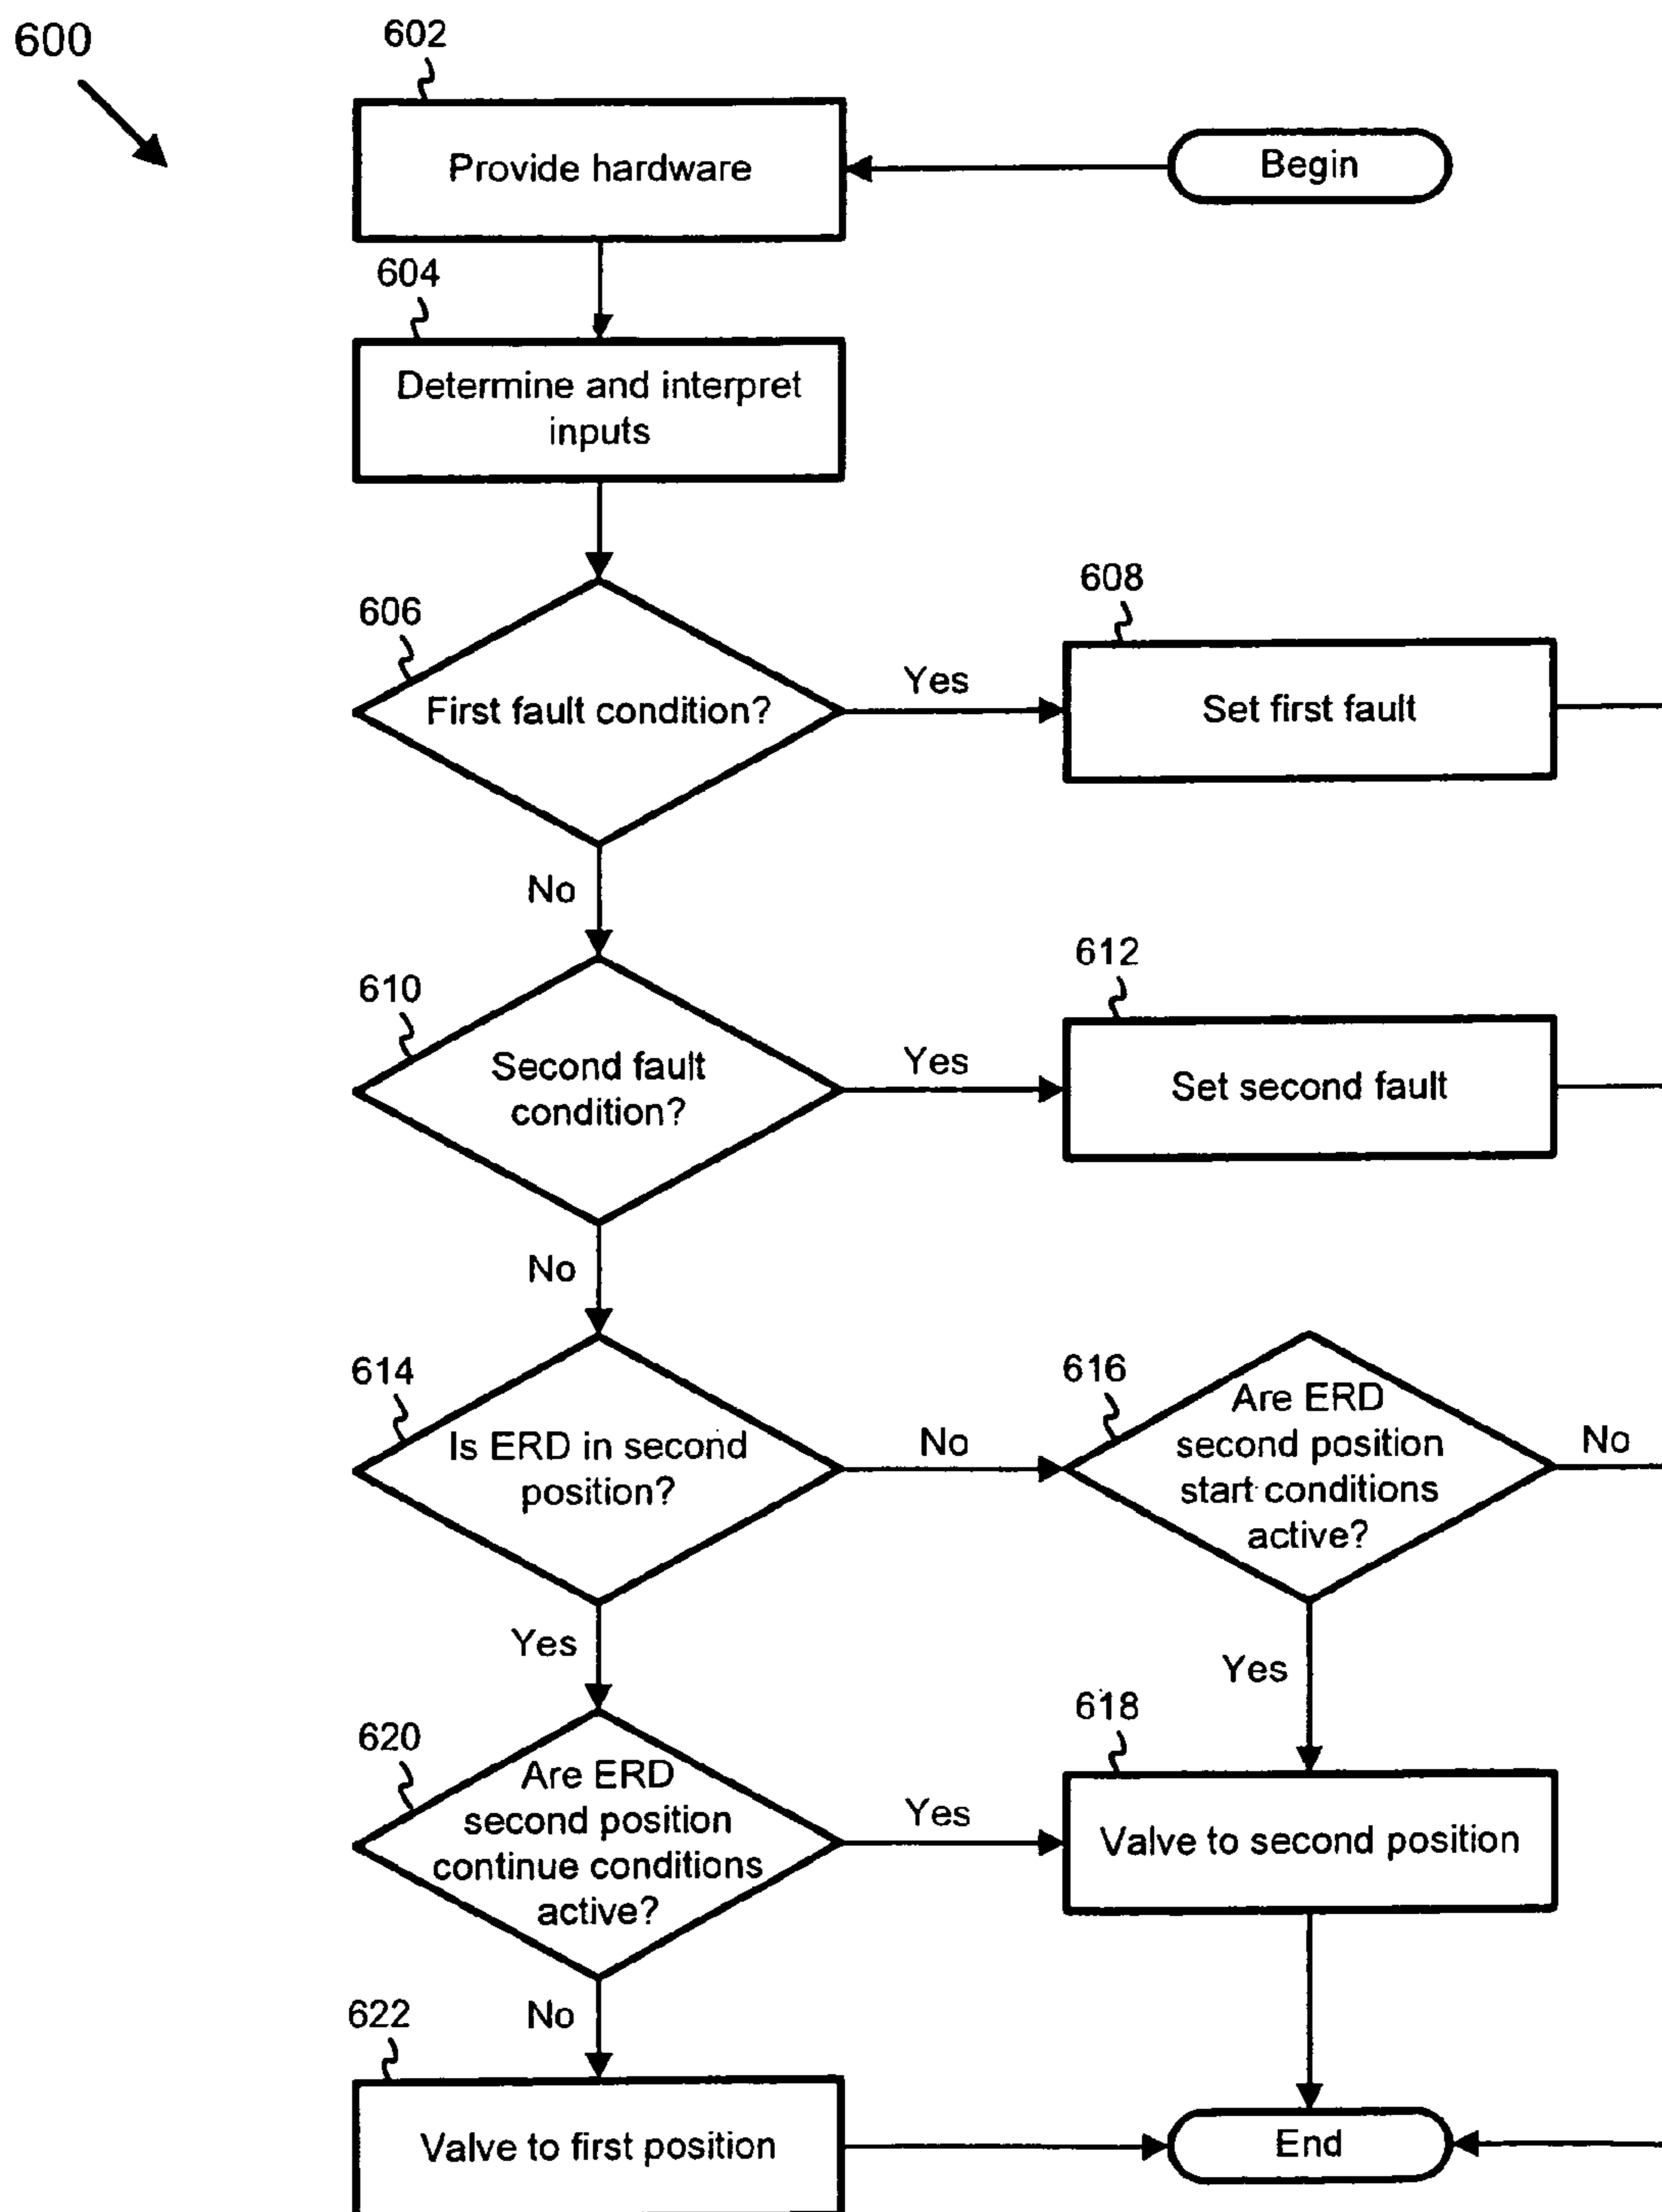 600
602
Provide hardware
Begin
604
Determine and interpret
inputs
606
First fault condition?
Yes
608
Set first fault
No
610
Second fault
condition?
Yes
612
Set second fault
No
614
Is ERD in second
position?
No
616
Are ERD
second position
start conditions
active?
No
Yes
Yes
618
Valve to second position
620
Are ERD
second position
continue conditions
active?
Yes
No
622
Valve to first position
End